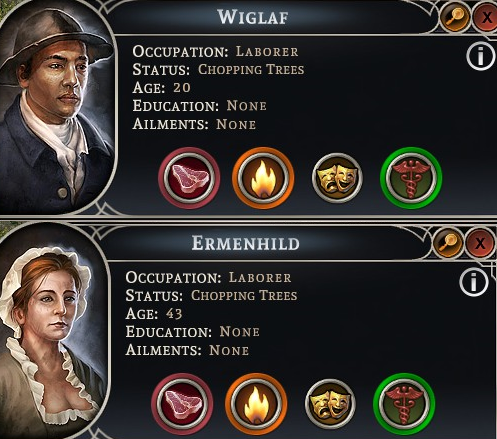 Wiglaf
X
Occupation: Laborer
i
Status: Chopping Trees
Age: 20
Education: None
Ailments: None
Ermenhild
X
Occupation: Laborer
i
Status: Chopping Trees
Age: 43
Education: None
Ailments: None